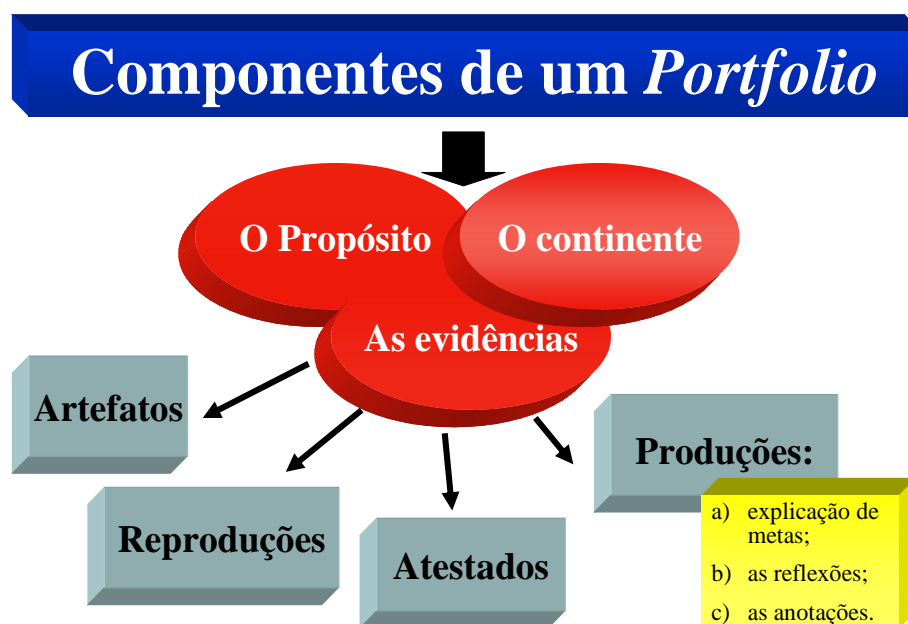 Componentes de um Portfolio
O Propósito
O continente
As evidências
Artefatos
Reproduções
Atestados
Produções:
a) explicação de
metas;
b) as reflexões;
c) as anotações.